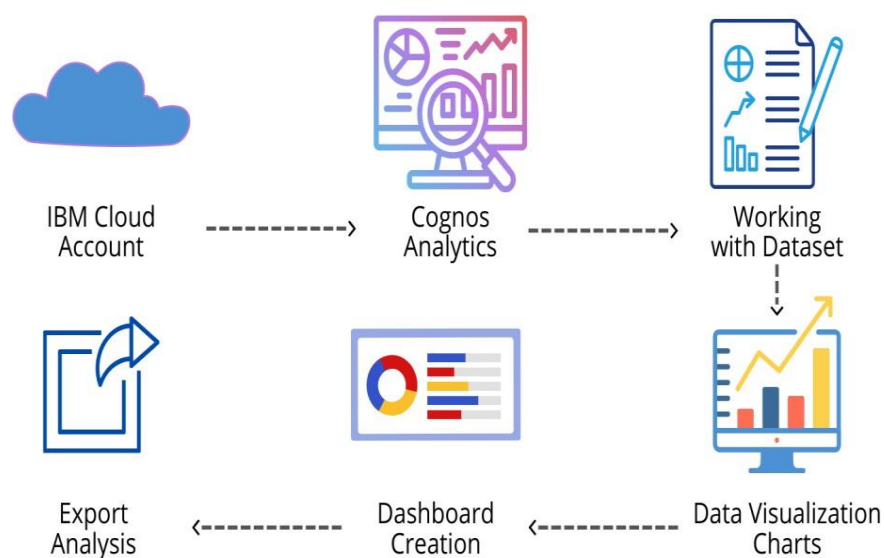 IBM Cloud
Account
Cognos
Analytics
Working
with Dataset
Export
Analysis
Dashboard
Creation
Data Visualization
Charts